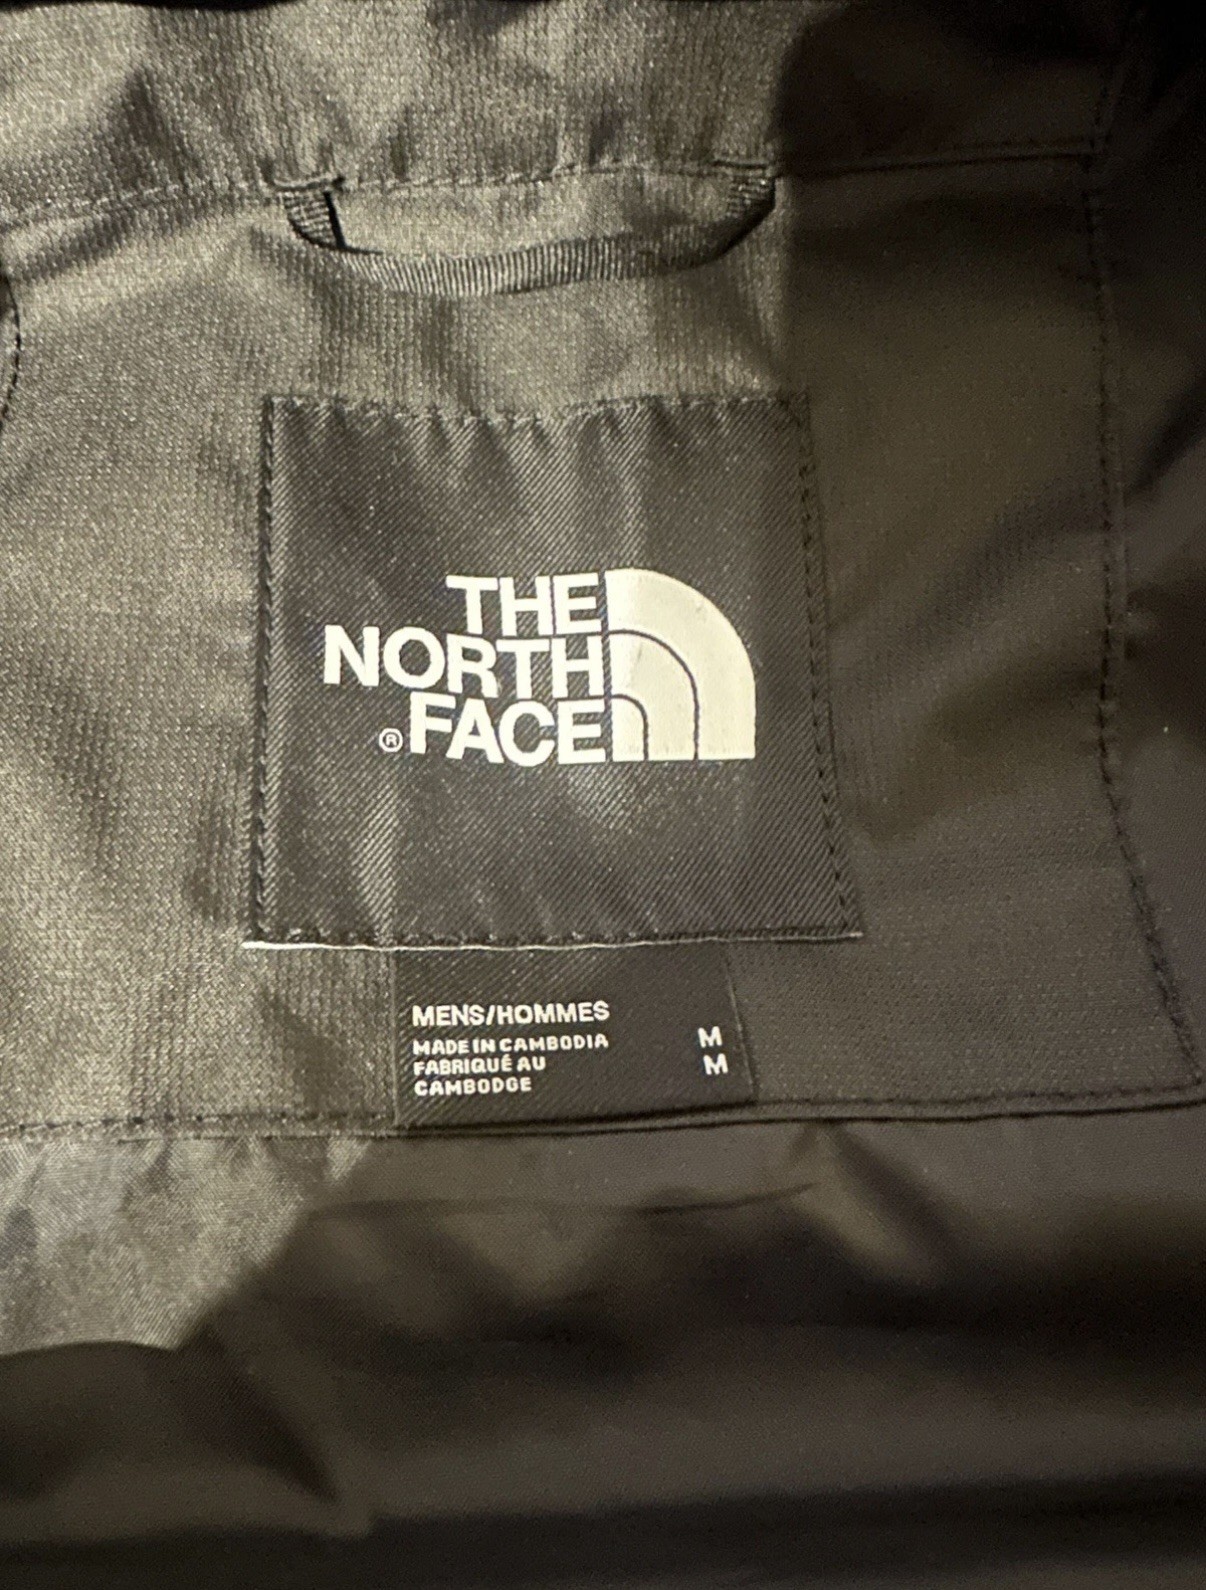 THE
NORTH
®FACE
MENS/HOMMES
MADE IN CAMBODIA M
FABRIQUÉ AU M
CAMBODGE